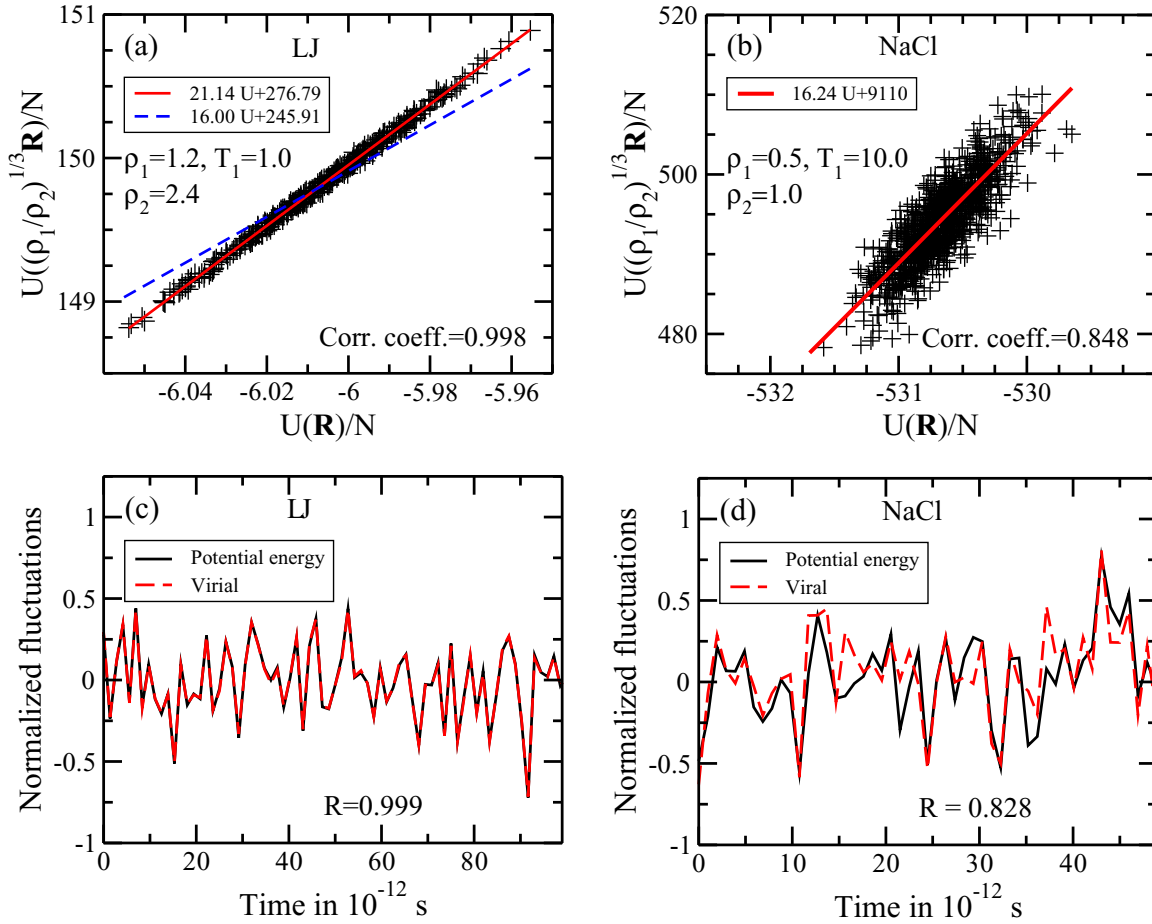 (a) LJ
21.14 U+276.79
16.00 U+245.91
ρ₁=1.2, T₁=1.0
ρ₂=2.4
Corr. coeff.=0.998
151
150
149
-6.04 -6.02 -6 -5.98 -5.96
U(R)/N
U((ρ₁/ρ₂)^1/3 R)/N
(b) NaCl
16.24 U+9110
ρ₁=0.5, T₁=10.0
ρ₂=1.0
Corr. coeff.=0.848
520
500
480
-532 -531 -530
U(R)/N
U((ρ₁/ρ₂)^1/3 R)/N
(c) LJ
Potential energy
Virial
R=0.999
1
0.5
0
-0.5
-1
0 20 40 60 80
Time in 10⁻¹² s
Normalized fluctuations
(d) NaCl
Potential energy
Viral
R = 0.828
1
0.5
0
-0.5
-1
0 10 20 30 40
Time in 10⁻¹² s
Normalized fluctuations